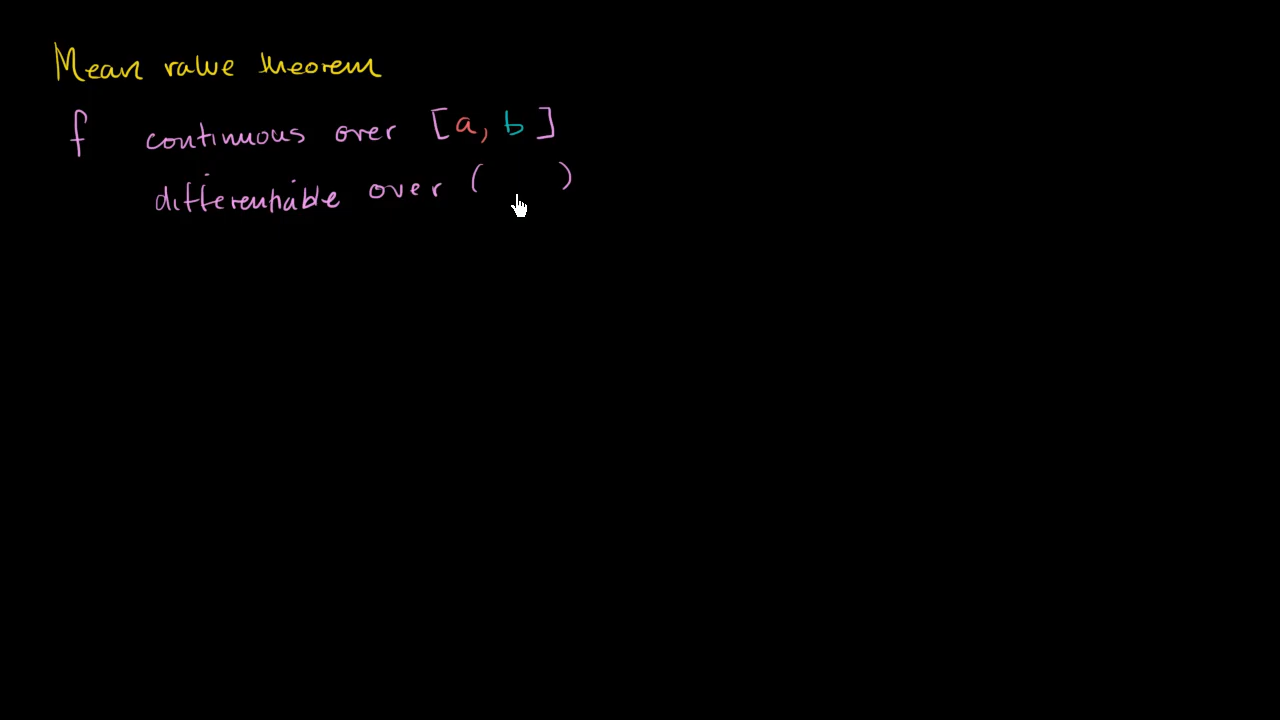 Mean value theorem
f continuous over [a, b]
differentiable over ( )